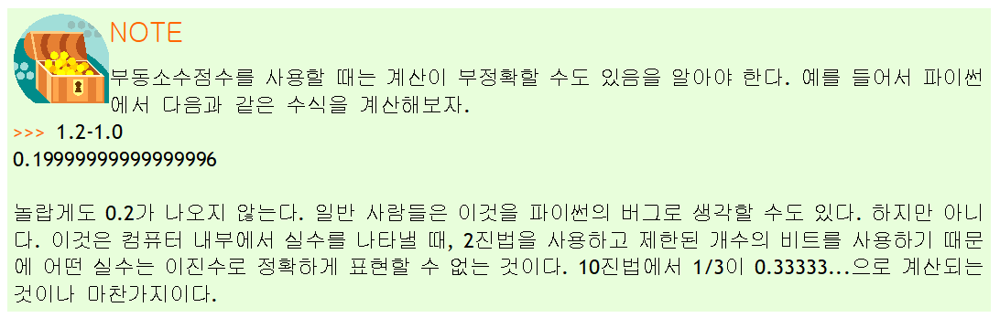 NOTE
부동소수점수를 사용할 때는 계산이 부정확할 수도 있음을 알아야 한다. 예를 들어서 파이썬
에서 다음과 같은 수식을 계산해보자.
>>> 1.2-1.0
0.19999999999999996
놀랍게도 0.2가 나오지 않는다. 일반 사람들은 이것을 파이썬의 버그로 생각할 수도 있다. 하지만 아니
다. 이것은 컴퓨터 내부에서 실수를 나타낼 때, 2진법을 사용하고 제한된 개수의 비트를 사용하기 때문
에 어떤 실수는 이진수로 정확하게 표현할 수 없는 것이다. 10진법에서 1/3이 0.33333...으로 계산되는
것이나 마찬가지이다.